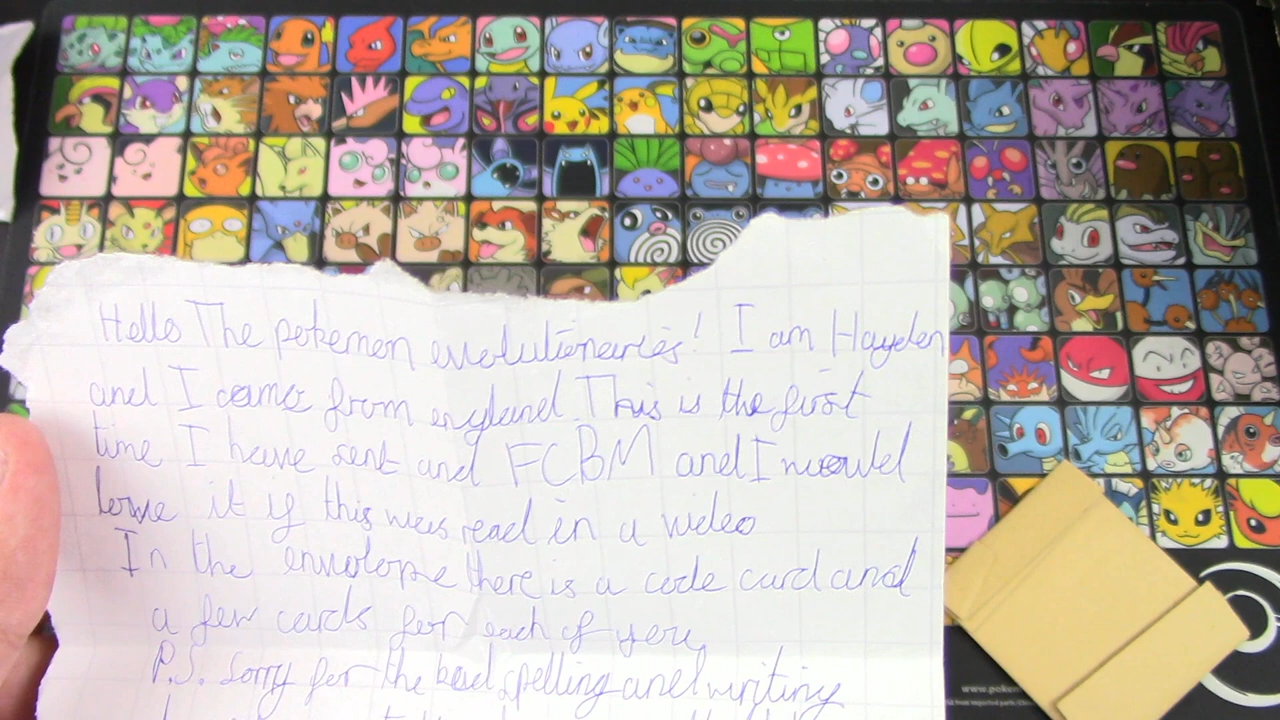 Hello The pokemon evolutionaries! I am Hayden
and I came from england. This is the first
time I have sent and FCBM and I would
love it if this was read in a video
In the envelope there is a code card and
a few cards for each of you,
P.S. Sorry for the bad spelling and writing
www.poke